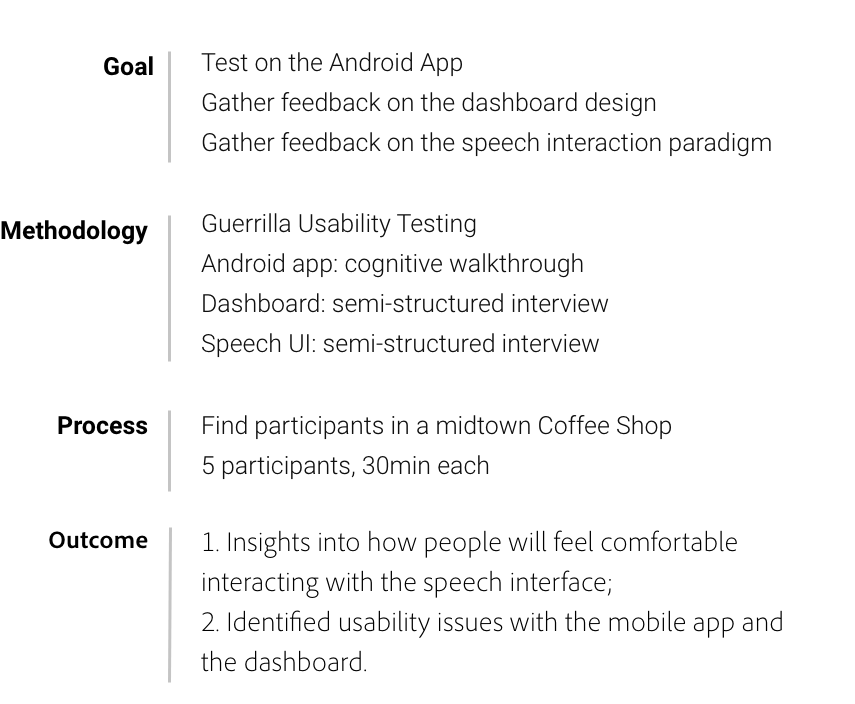 Goal
Test on the Android App
Gather feedback on the dashboard design
Gather feedback on the speech interaction paradigm
Methodology
Guerrilla Usability Testing
Android app: cognitive walkthrough
Dashboard: semi-structured interview
Speech UI: semi-structured interview
Process
Find participants in a midtown Coffee Shop
5 participants, 30min each
Outcome
1. Insights into how people will feel comfortable
interacting with the speech interface;
2. Identified usability issues with the mobile app and
the dashboard.